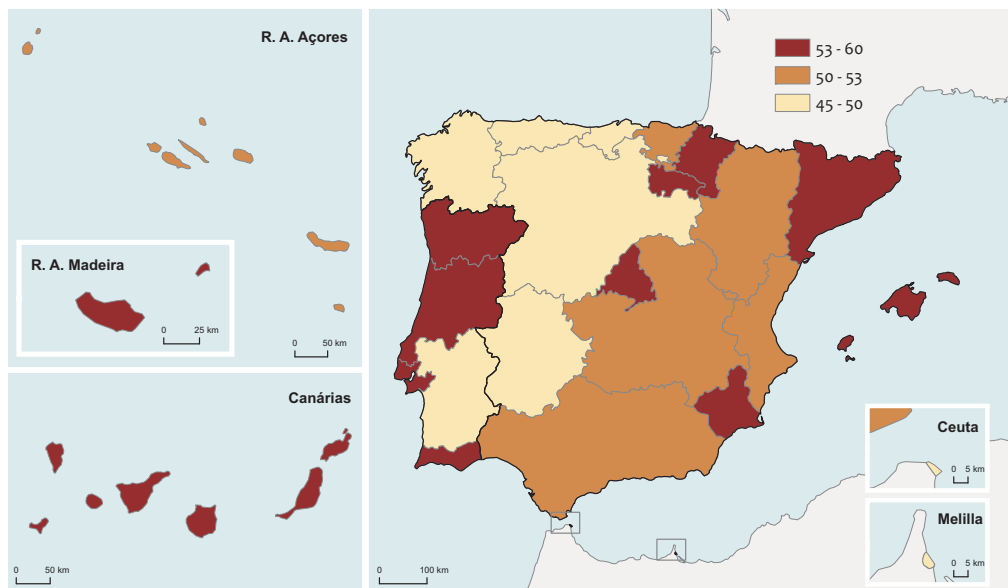 R. A. Açores
R. A. Madeira
0 25 km
0 50 km
Canárias
0 50 km
53 - 60
50 - 53
45 - 50
0 100 km
Ceuta
0 5 km
Melilla
0 5 km